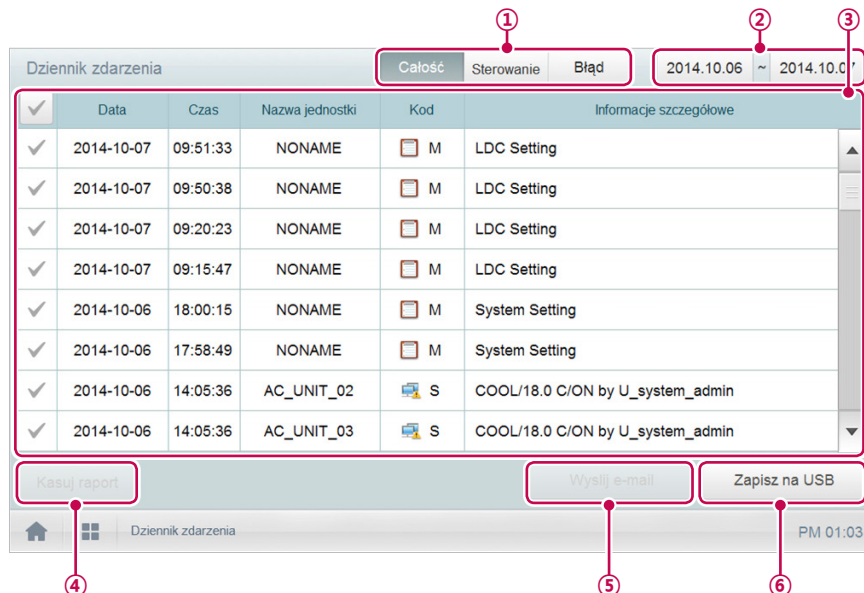 ① ② ③
Dziennik zdarzenia Całość Sterowanie Błąd 2014.10.06 ~ 2014.10.07
Data Czas Nazwa jednostki Kod Informacje szczegółowe
2014-10-07 09:51:33 NONAME M LDC Setting
2014-10-07 09:50:38 NONAME M LDC Setting
2014-10-07 09:20:23 NONAME M LDC Setting
2014-10-07 09:15:47 NONAME M LDC Setting
2014-10-06 18:00:15 NONAME M System Setting
2014-10-06 17:58:49 NONAME M System Setting
2014-10-06 14:05:36 AC_UNIT_02 S COOL/18.0 C/ON by U_system_admin
2014-10-06 14:05:36 AC_UNIT_03 S COOL/18.0 C/ON by U_system_admin
Kasuj raport Wyslij e-mail Zapisz na USB
Dziennik zdarzenia PM 01:03
④ ⑤ ⑥